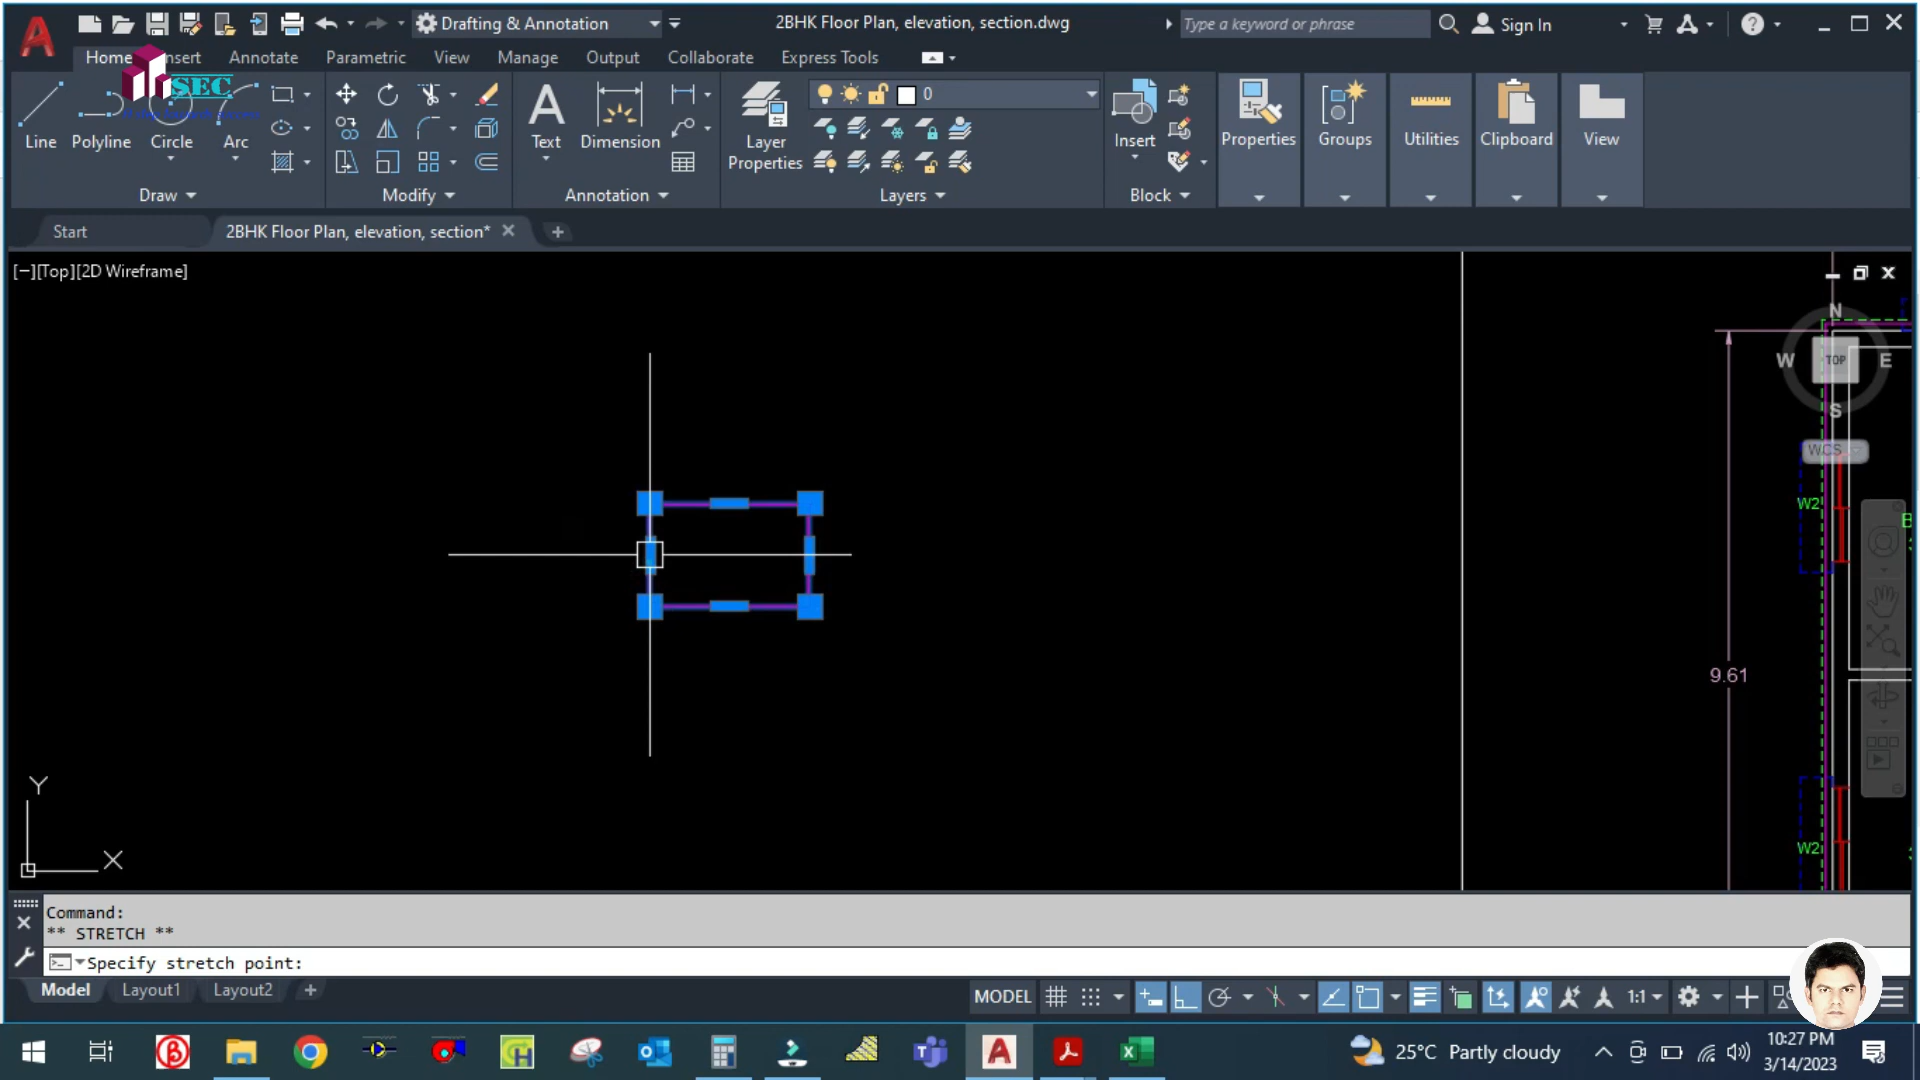 Drafting & Annotation
2BHK Floor Plan, elevation, section.dwg
Type a keyword or phrase
Sign In
Home
Insert
Annotate
Parametric
View
Manage
Output
Collaborate
Express Tools
SEC
Line
Polyline
Circle
Arc
Text
Dimension
Layer
Properties
0
Insert
Properties
Groups
Utilities
Clipboard
View
Draw
Modify
Annotation
Layers
Block
Start
2BHK Floor Plan, elevation, section*
[−][Top][2D Wireframe]
N
W
TOP
E
S
WCS
W2
9.61
W2
Y
X
Command:
** STRETCH **
Specify stretch point:
Model
Layout1
Layout2
MODEL
1:1
25°C Partly cloudy
10:27 PM
3/14/2023